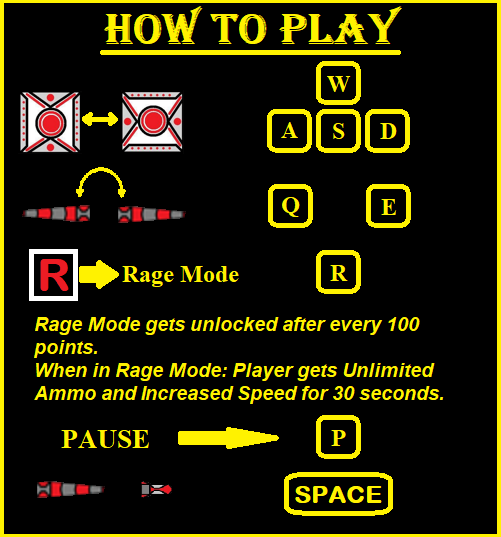 HOW TO PLAY
W
A S D
Q E
R Rage Mode R
Rage Mode gets unlocked after every 100
points.
When in Rage Mode: Player gets Unlimited
Ammo and Increased Speed for 30 seconds.
PAUSE P
SPACE